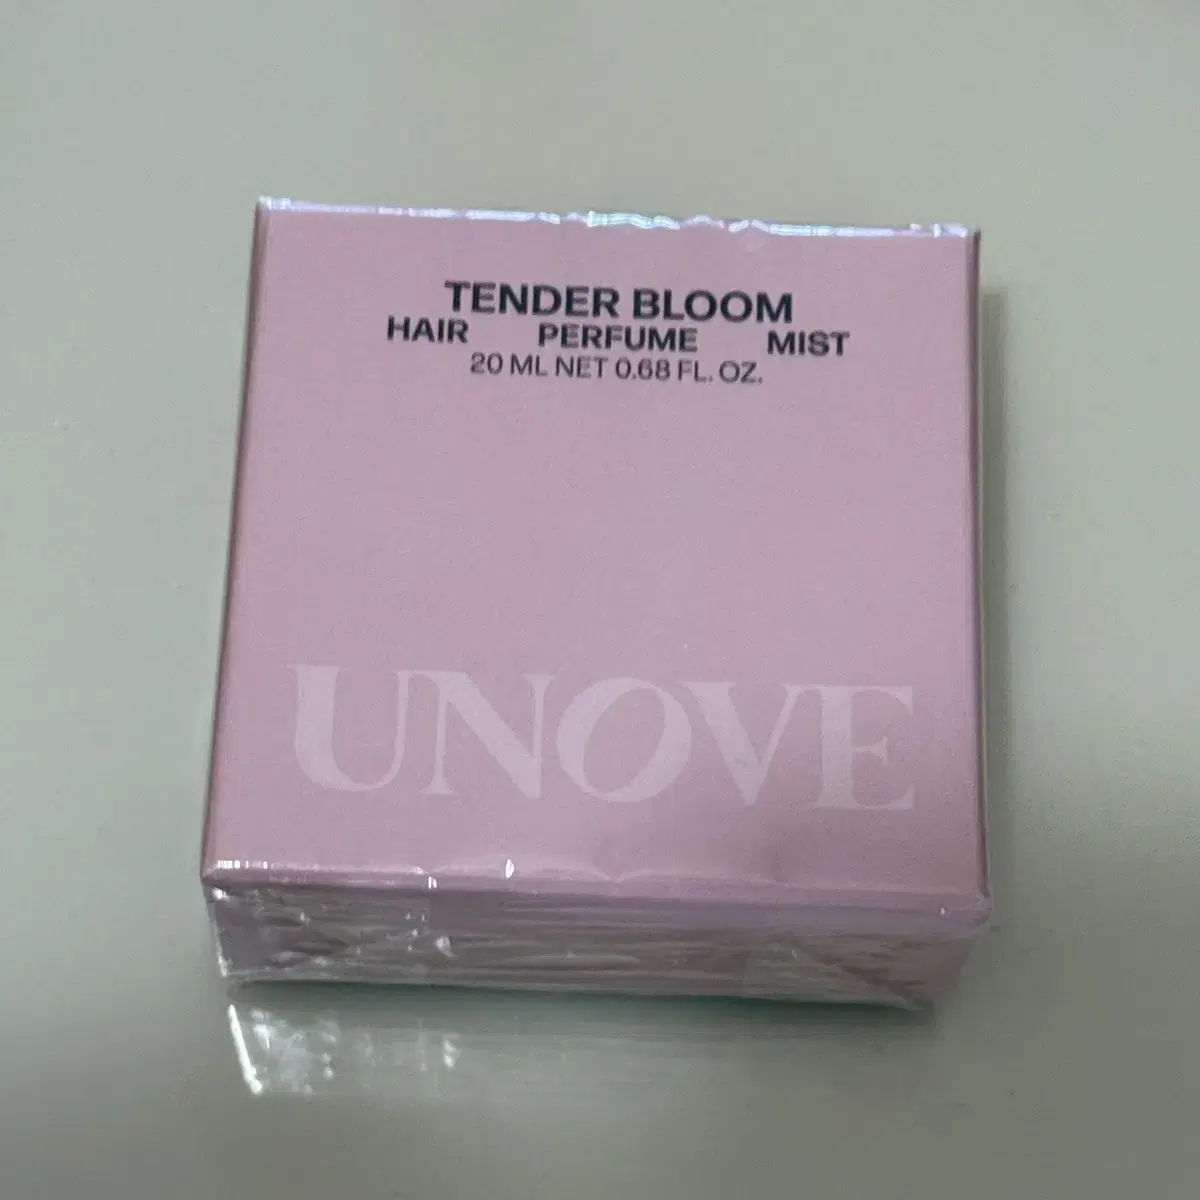 TENDER BLOOM
HAIR PERFUME MIST
20 ML NET 0.68 FL. OZ.
UNOVE